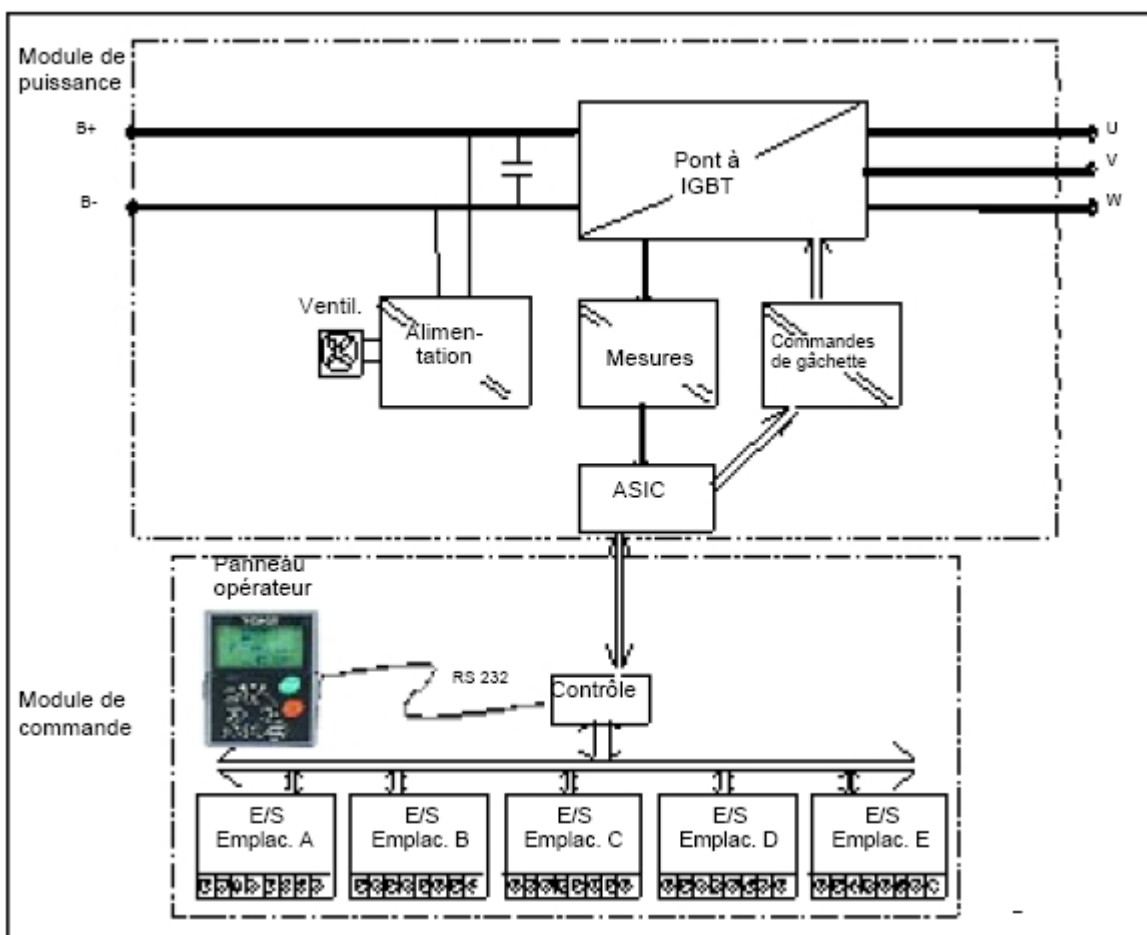 Module de
puissance
B+
B-
Pont à
IGBT
U
V
W
Ventil.
Alimen-
tation
Mesures
Commandes
de gâchette
ASIC
Panneau
opérateur
RS 232
Contrôle
Module de
commande
E/S
Emplac. A
E/S
Emplac. B
E/S
Emplac. C
E/S
Emplac. D
E/S
Emplac. E